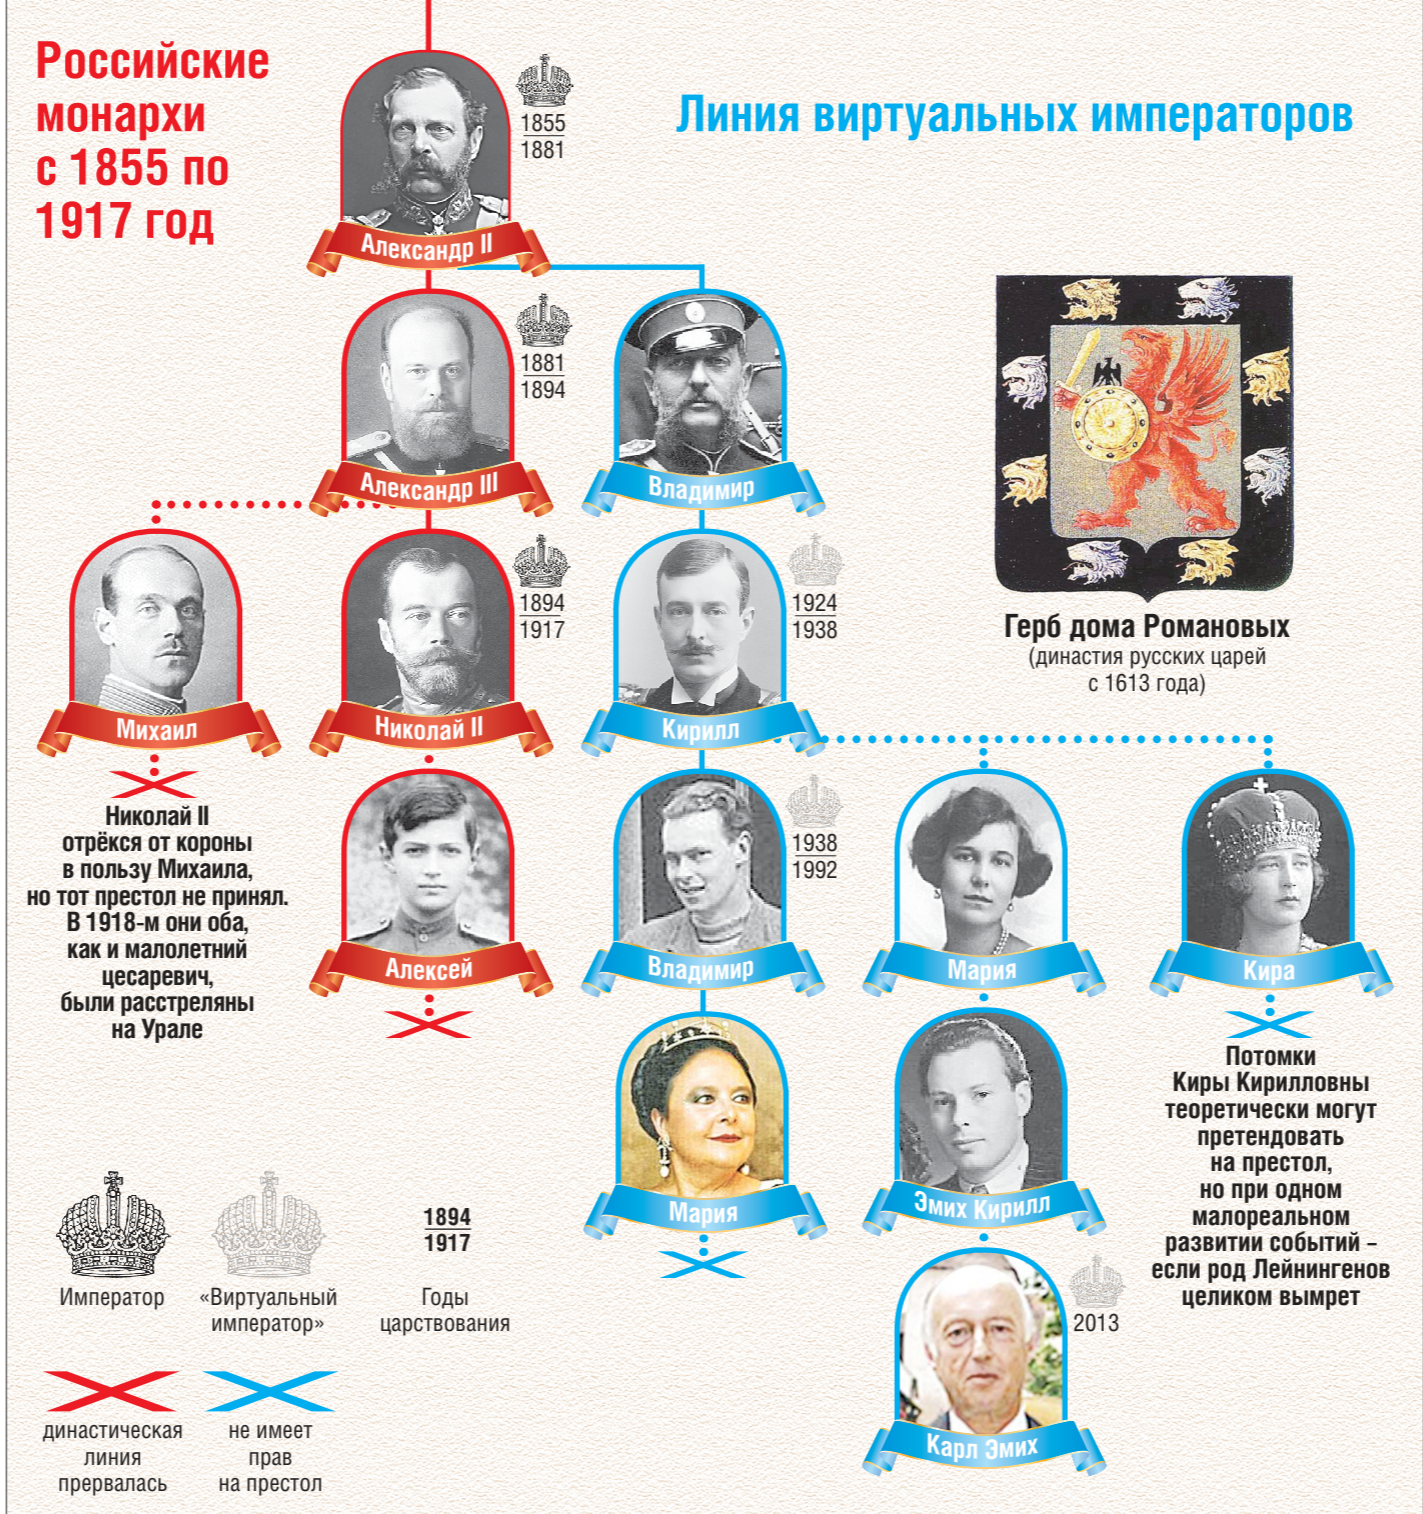 Российские
монархи
с 1855 по
1917 год
Линия виртуальных императоров
1855
1881
Александр II
1881
1894
Александр III
Владимир
1894
1917
1924
1938
Герб дома Романовых
(династия русских царей
с 1613 года)
Михаил
Николай II
Кирилл
Николай II
отрёкся от короны
в пользу Михаила,
но тот престол не принял.
В 1918-м они оба,
как и малолетний
цесаревич,
были расстреляны
на Урале
1938
1992
Алексей
Владимир
Мария
Кира
Потомки
Киры Кирилловны
теоретически могут
претендовать
на престол,
но при одном
малореальном
развитии событий –
если род Лейнингенов
целиком вымрет
Мария
Эмих Кирилл
2013
Карл Эмих
Император
«Виртуальный
император»
1894
1917
Годы
царствования
династическая
линия
прервалась
не имеет
прав
на престол